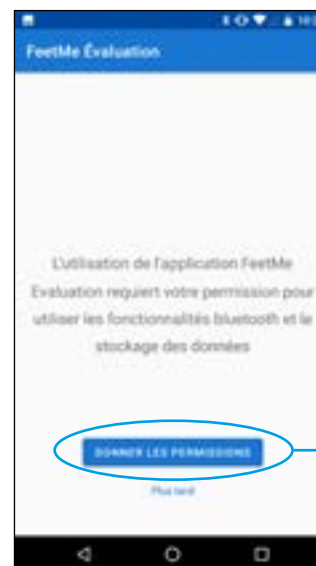 FeetMe Évaluation
L'utilisation de l'application FeetMe
Evaluation requiert votre permission pour
utiliser les fonctionnalités bluetooth et le
stockage des données
DONNER LES PERMISSIONS
Plus tard